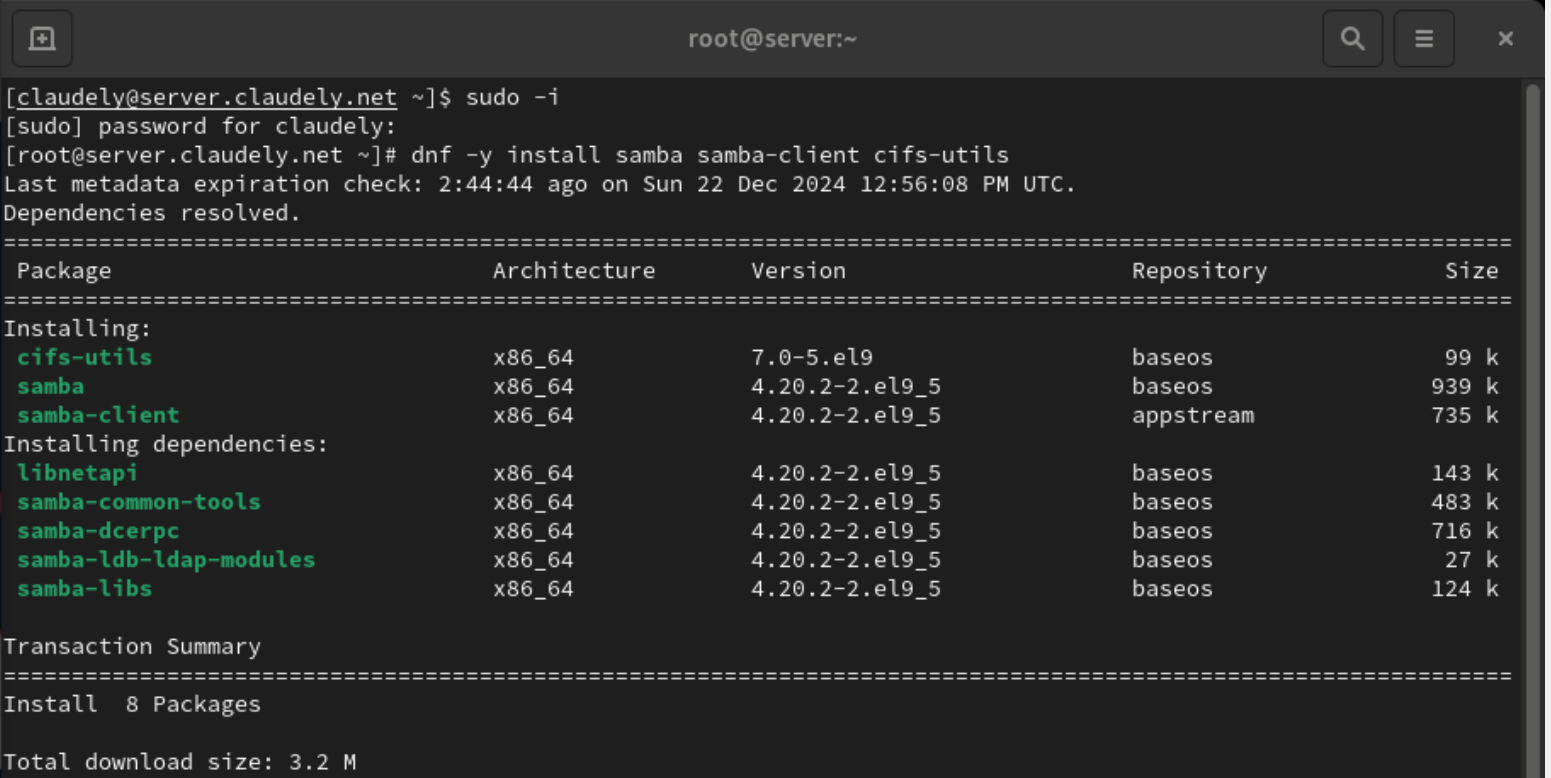 root@server:~
[claudely@server.claudely.net ~]$ sudo -i
[sudo] password for claudely:
[root@server.claudely.net ~]# dnf -y install samba samba-client cifs-utils
Last metadata expiration check: 2:44:44 ago on Sun 22 Dec 2024 12:56:08 PM UTC.
Dependencies resolved.
================================================================================================================
Package Architecture Version Repository Size
================================================================================================================
Installing:
cifs-utils x86_64 7.0-5.el9 baseos 99 k
samba x86_64 4.20.2-2.el9_5 baseos 939 k
samba-client x86_64 4.20.2-2.el9_5 appstream 735 k
Installing dependencies:
libnetapi x86_64 4.20.2-2.el9_5 baseos 143 k
samba-common-tools x86_64 4.20.2-2.el9_5 baseos 483 k
samba-dcerpc x86_64 4.20.2-2.el9_5 baseos 716 k
samba-ldb-ldap-modules x86_64 4.20.2-2.el9_5 baseos 27 k
samba-libs x86_64 4.20.2-2.el9_5 baseos 124 k
Transaction Summary
================================================================================================================
Install 8 Packages
Total download size: 3.2 M